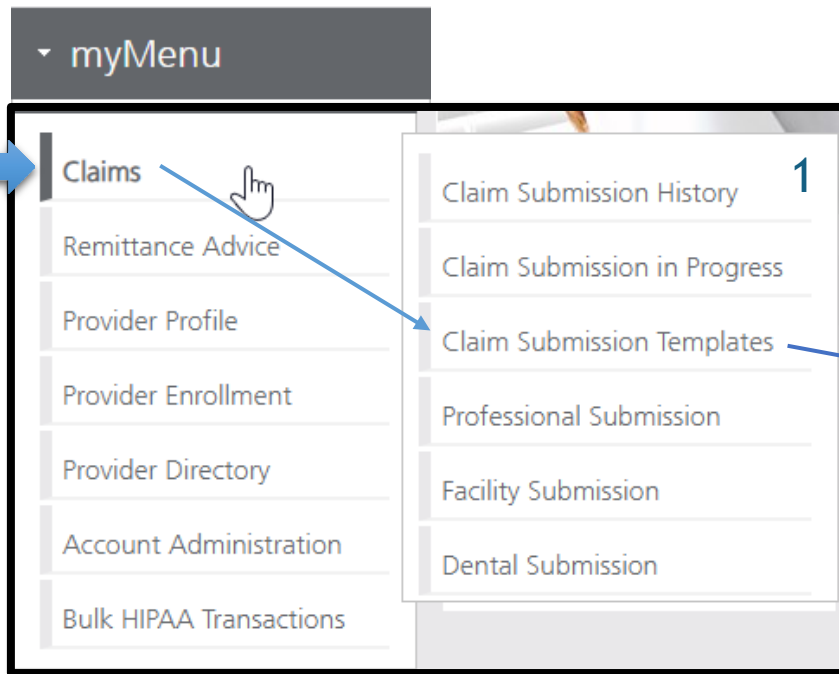 myMenu
Claims
Remittance Advice
Provider Profile
Provider Enrollment
Provider Directory
Account Administration
Bulk HIPAA Transactions
1
Claim Submission History
Claim Submission in Progress
Claim Submission Templates
Professional Submission
Facility Submission
Dental Submission